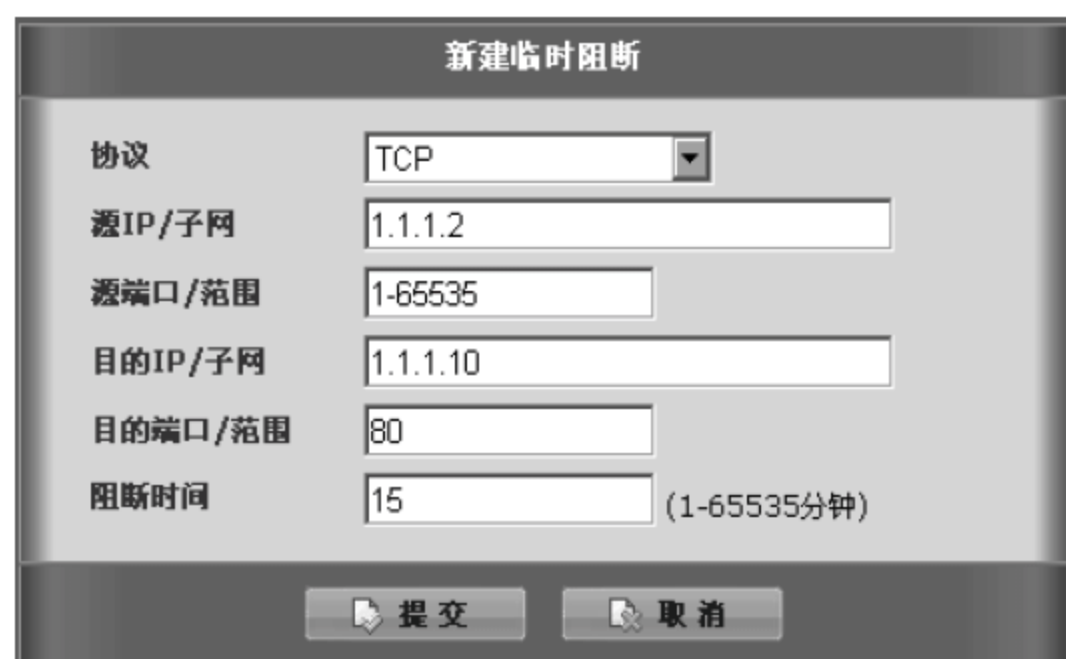 新建临时阻断
协议 TCP
源IP/子网 1.1.1.2
源端口/范围 1-65535
目的IP/子网 1.1.1.10
目的端口/范围 80
阻断时间 15 (1-65535分钟)
提交 取消